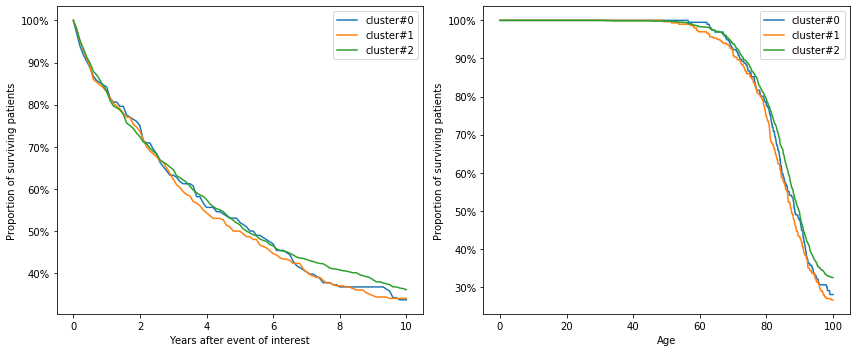 100%
90%
80%
70%
60%
50%
40%
0
2
4
6
8
10
Years after event of interest
Proportion of surviving patients
cluster#0
cluster#1
cluster#2
100%
90%
80%
70%
60%
50%
40%
30%
0
20
40
60
80
100
Age
Proportion of surviving patients
cluster#0
cluster#1
cluster#2